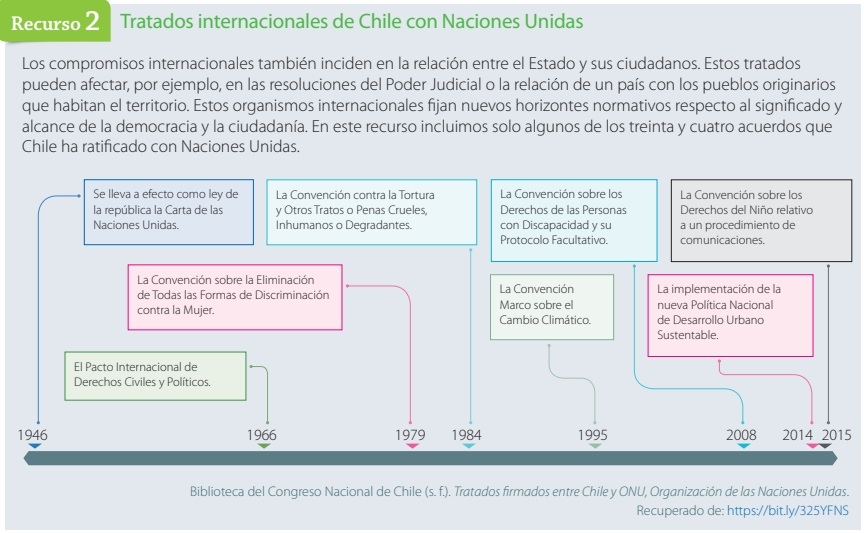 Recurso 2
Tratados internacionales de Chile con Naciones Unidas
Los compromisos internacionales también inciden en la relación entre el Estado y sus ciudadanos. Estos tratados
pueden afectar, por ejemplo, en las resoluciones del Poder Judicial o la relación de un país con los pueblos originarios
que habitan el territorio. Estos organismos internacionales fijan nuevos horizontes normativos respecto al significado y
alcance de la democracia y la ciudadanía. En este recurso incluimos solo algunos de los treinta y cuatro acuerdos que
Chile ha ratificado con Naciones Unidas.
Se lleva a efecto como ley de
la república la Carta de las
Naciones Unidas.
La Convención contra la Tortura
y Otros Tratos o Penas Crueles,
Inhumanos o Degradantes.
La Convención sobre los
Derechos de las Personas
con Discapacidad y su
Protocolo Facultativo.
La Convención sobre los
Derechos del Niño relativo
a un procedimiento de
comunicaciones.
La Convención sobre la Eliminación
de Todas las Formas de Discriminación
contra la Mujer.
La Convención
Marco sobre el
Cambio Climático.
La implementación de la
nueva Política Nacional
de Desarrollo Urbano
Sustentable.
El Pacto Internacional de
Derechos Civiles y Políticos.
1946
1966
1979
1984
1995
2008
2014
2015
Biblioteca del Congreso Nacional de Chile (s. f.). Tratados firmados entre Chile y ONU, Organización de las Naciones Unidas.
Recuperado de: https://bit.ly/325YFNS